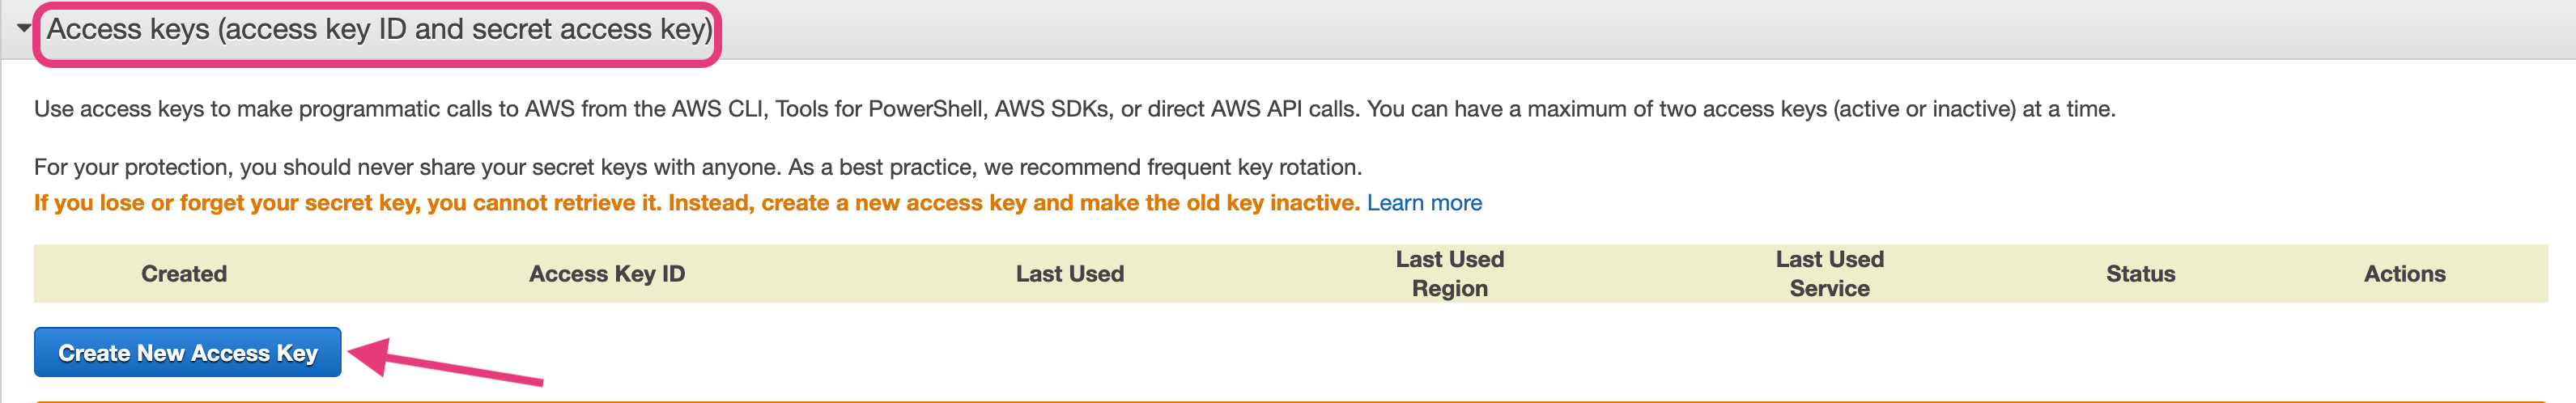 Access keys (access key ID and secret access key)
Use access keys to make programmatic calls to AWS from the AWS CLI, Tools for PowerShell, AWS SDKs, or direct AWS API calls. You can have a maximum of two access keys (active or inactive) at a time.
For your protection, you should never share your secret keys with anyone. As a best practice, we recommend frequent key rotation.
If you lose or forget your secret key, you cannot retrieve it. Instead, create a new access key and make the old key inactive. Learn more
Created
Access Key ID
Last Used
Last Used
Region
Last Used
Service
Status
Actions
Create New Access Key